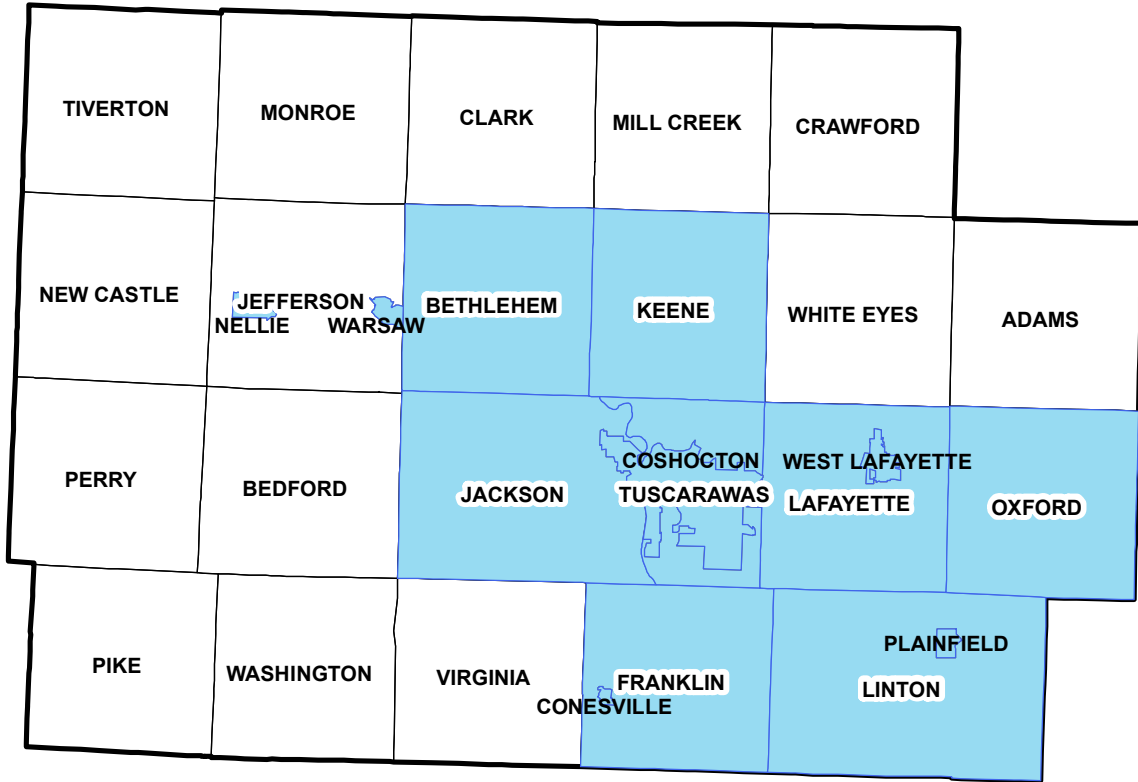 TIVERTON
MONROE
CLARK
MILL CREEK
CRAWFORD
NEW CASTLE
JEFFERSON
NELLIE
WARSAW
BETHLEHEM
KEENE
WHITE EYES
ADAMS
PERRY
BEDFORD
JACKSON
COSHOCTON
TUSCARAWAS
WEST LAFAYETTE
LAFAYETTE
OXFORD
PIKE
WASHINGTON
VIRGINIA
CONESVILLE
FRANKLIN
PLAINFIELD
LINTON